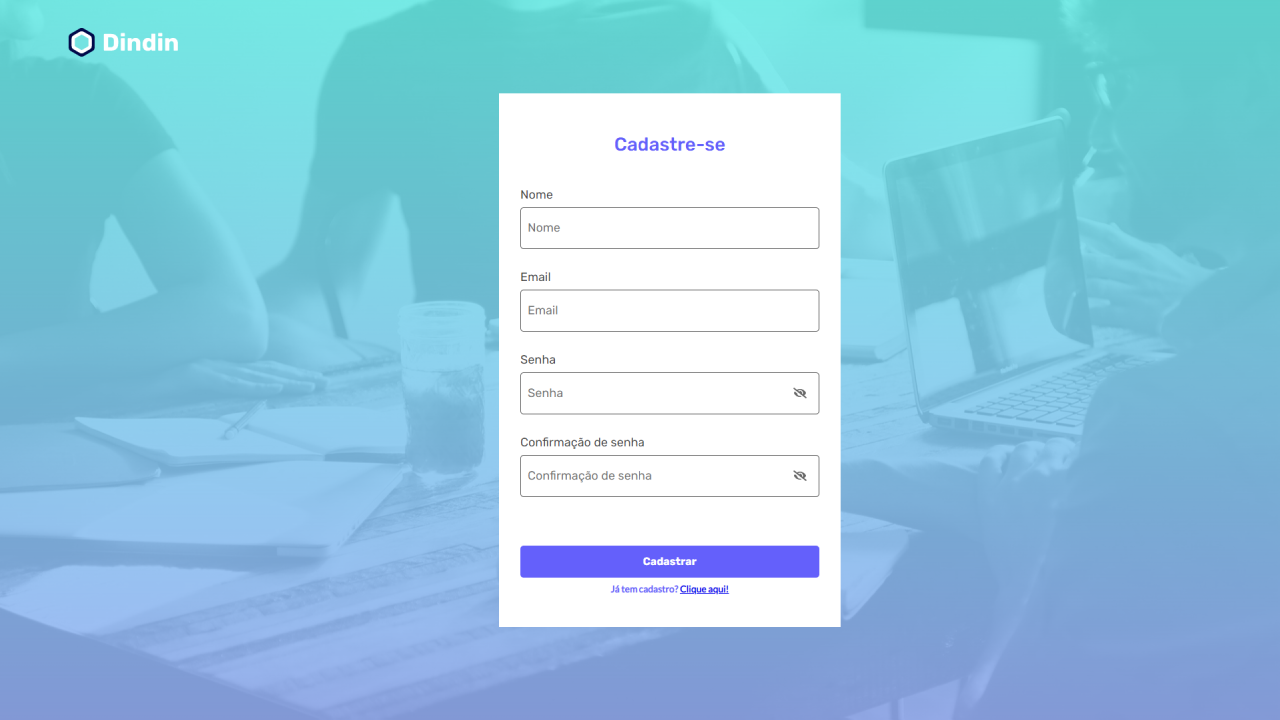 Dindin
Cadastre-se
Nome
Nome
Email
Email
Senha
Senha
Confirmação de senha
Confirmação de senha
Cadastrar
Já tem cadastro? Clique aqui!